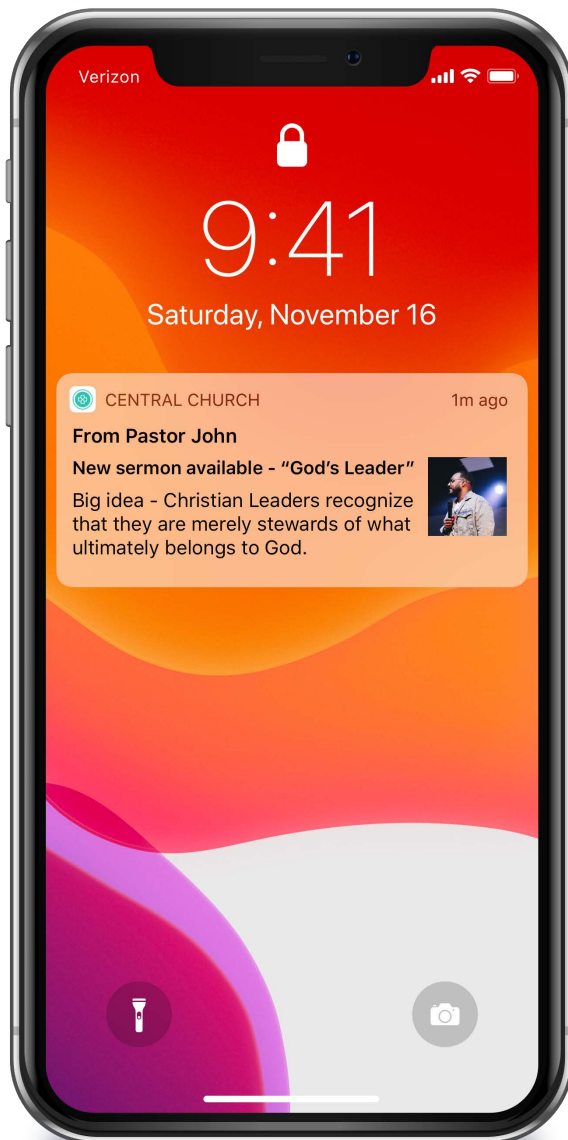 Verizon
9:41
Saturday, November 16
CENTRAL CHURCH 1m ago
From Pastor John
New sermon available - “God’s Leader”
Big idea - Christian Leaders recognize
that they are merely stewards of what
ultimately belongs to God.